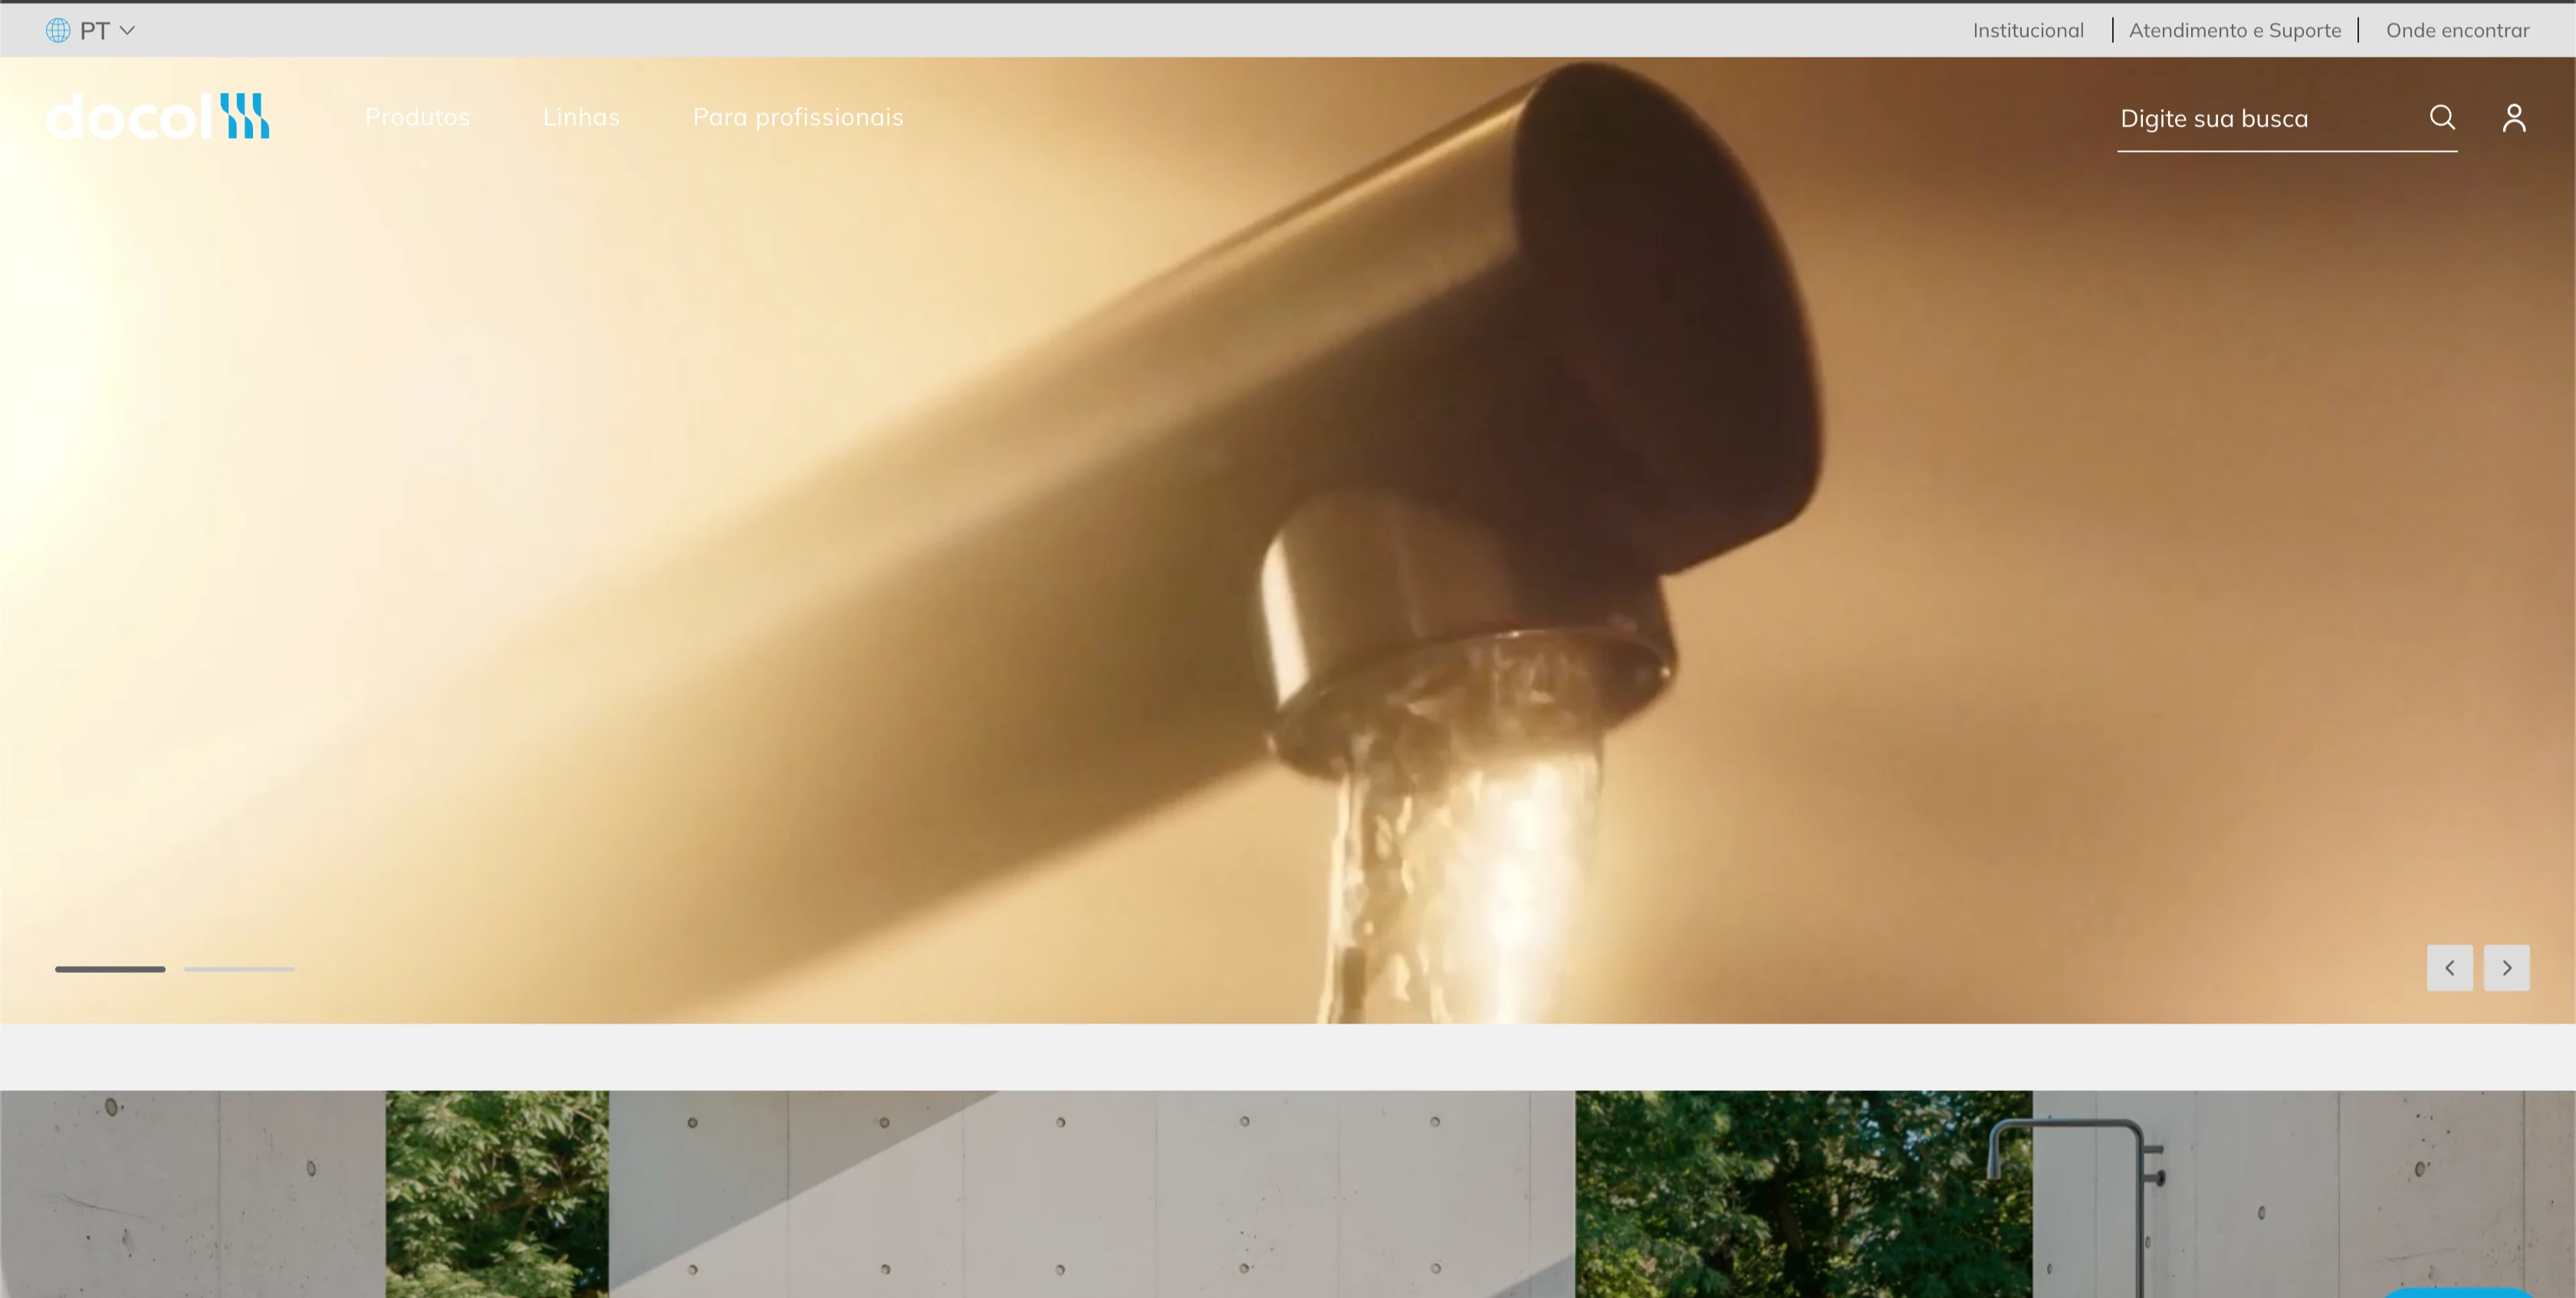 PT
Institucional
Atendimento e Suporte
Onde encontrar
docol
Produtos
Linhas
Para profissionais
Digite sua busca